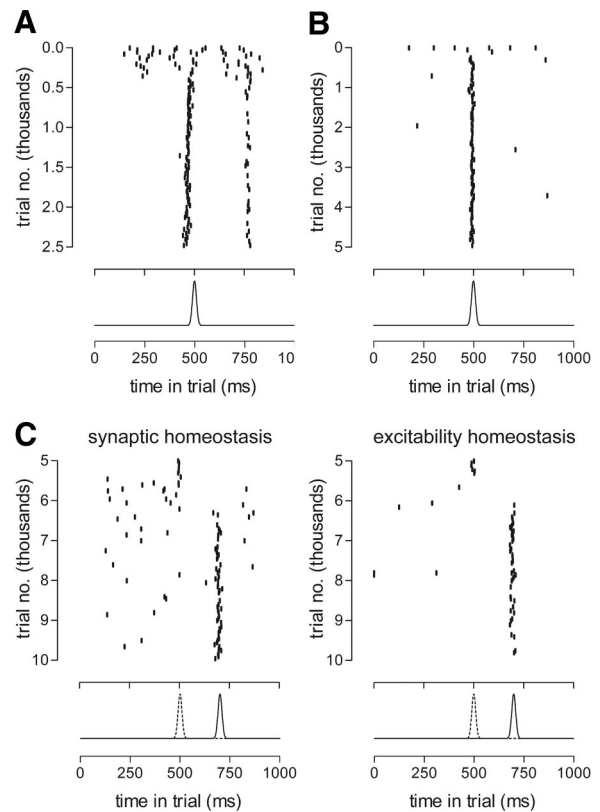 A
B
0.0
0.5
1.0
1.5
2.0
2.5
trial no. (thousands)
0
1
2
3
4
5
trial no. (thousands)
0 250 500 750 10
time in trial (ms)
0 250 500 750 1000
time in trial (ms)
C
synaptic homeostasis
excitability homeostasis
5
6
7
8
9
10
trial no. (thousands)
5
6
7
8
9
10
trial no. (thousands)
0 250 500 750 1000
time in trial (ms)
0 250 500 750 1000
time in trial (ms)